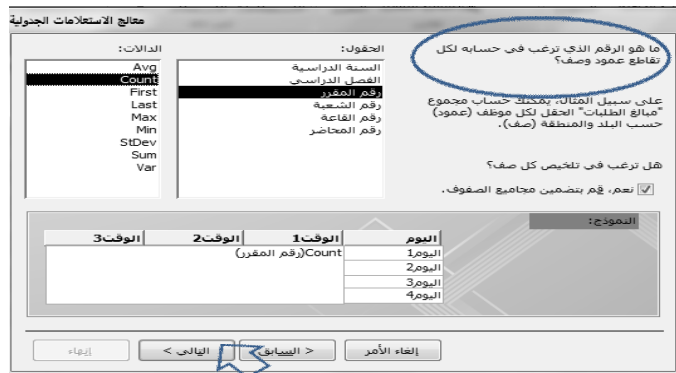 معالج الاستعلامات الجدولية
ما هو الرقم الذي ترغب في حسابه لكل
تقاطع عمود وصف؟
على سبيل المثال، يمكنك حساب مجموع
"مبالغ الطلبات" الحقل لكل موظف (عمود)
حسب البلد والمنطقة (صف).
هل ترغب في تلخيص كل صف؟
نعم، قم بتضمين مجاميع الصفوف.
الحقول:
السنة الدراسية
الفصل الدراسي
رقم المقرر
رقم الشعبة
رقم القاعة
رقم المحاضر
الدالات:
Avg
Count
First
Last
Max
Min
StDev
Sum
Var
النموذج:
اليوم الوقت1 الوقت2 الوقت3
اليوم1 Count(رقم المقرر)
اليوم2
اليوم3
اليوم4
إلغاء الأمر < السابق التالي > إنهاء